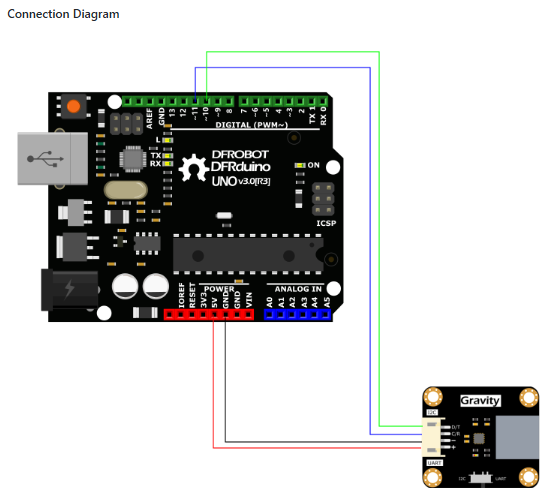 Connection Diagram
AREF
GND
13
12
~11
~10
~9
8
7
~6
~5
4
~3
2
TX 1
RX 0
DIGITAL (PWM~)
L
TX
RX
DFROBOT
DFRduino
UNO v3.0[R3]
ON
ICSP
POWER
ANALOG IN
IOREF
RESET
3V3
5V
GND
GND
VIN
A0
A1
A2
A3
A4
A5
Gravity
I2C
D/T
C/R
-
+
UART
I2C
UART